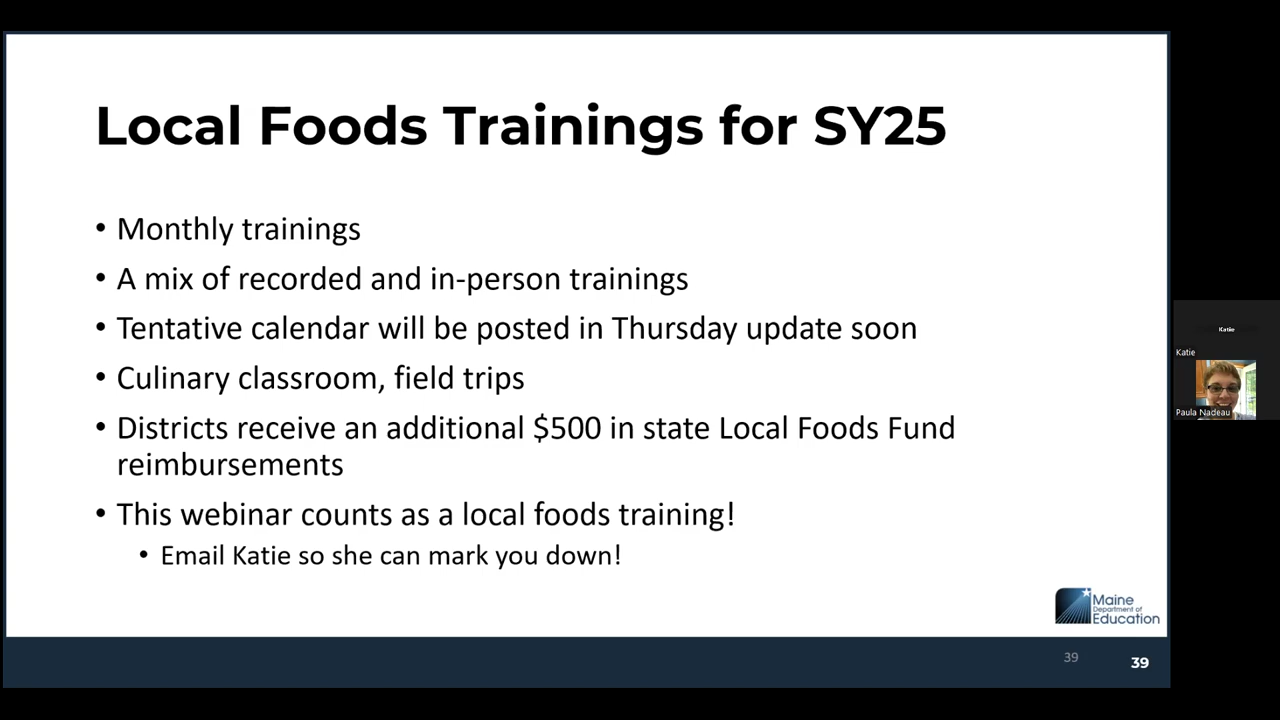 Local Foods Trainings for SY25
• Monthly trainings
• A mix of recorded and in-person trainings
• Tentative calendar will be posted in Thursday update soon
• Culinary classroom, field trips
• Districts receive an additional $500 in state Local Foods Fund
reimbursements
• This webinar counts as a local foods training!
• Email Katie so she can mark you down!
Maine
Department of
Education
39
39
Katie
Katie
Paula Nadeau